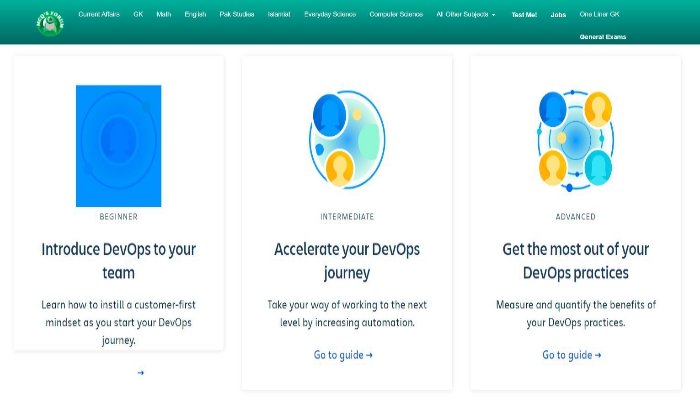 Current Affairs GK Math English Pak Studies Islamiat Everyday Science Computer Science All Other Subjects Test Me! Jobs One Liner GK
General Exams
BEGINNER
Introduce DevOps to your
team
Learn how to instill a customer-first
mindset as you start your DevOps
journey.
→
INTERMEDIATE
Accelerate your DevOps
journey
Take your way of working to the next
level by increasing automation.
Go to guide →
ADVANCED
Get the most out of your
DevOps practices
Measure and quantify the benefits of
your DevOps practices.
Go to guide →